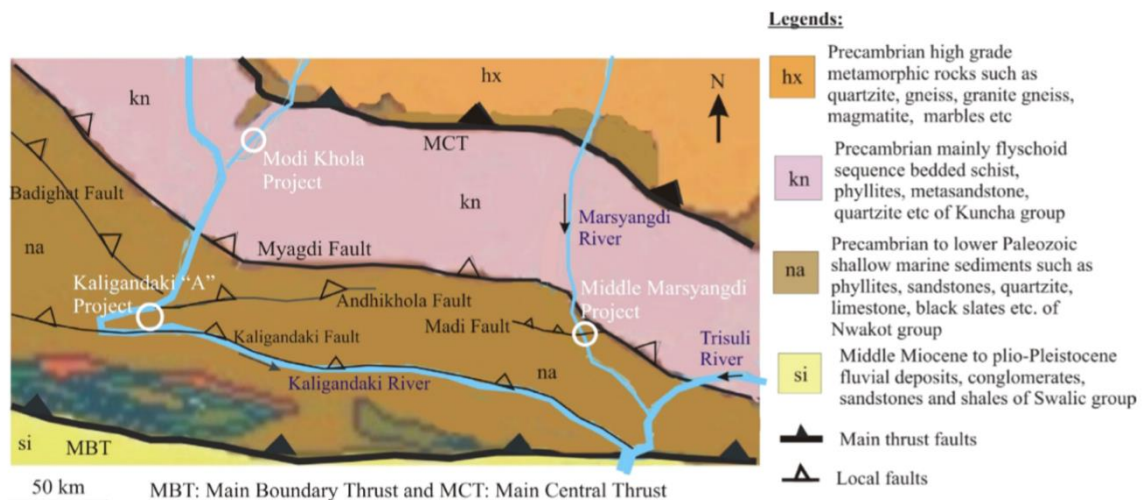 Legends:
hx
Precambrian high grade
metamorphic rocks such as
quartzite, gneiss, granite gneiss,
magmatite, marbles etc
kn
Precambrian mainly flyschoid
sequence bedded schist,
phyllites, metasandstone,
quartzite etc of Kuncha group
na
Precambrian to lower Paleozoic
shallow marine sediments such as
phyllites, sandstones, quartzite,
limestone, black slates etc. of
Nwakot group
si
Middle Miocene to plio-Pleistocene
fluvial deposits, conglomerates,
sandstones and shales of Swalic group
Main thrust faults
Local faults
hx
N
kn
MCT
Modi Khola
Project
Badighat Fault
kn
Marsyangdi
River
na
Myagdi Fault
Kaligandaki "A"
Project
Andhikhola Fault
Middle Marsyangdi
Project
Madi Fault
Kaligandaki Fault
Trisuli
River
Kaligandaki River
na
si
MBT
50 km
MBT: Main Boundary Thrust and MCT: Main Central Thrust